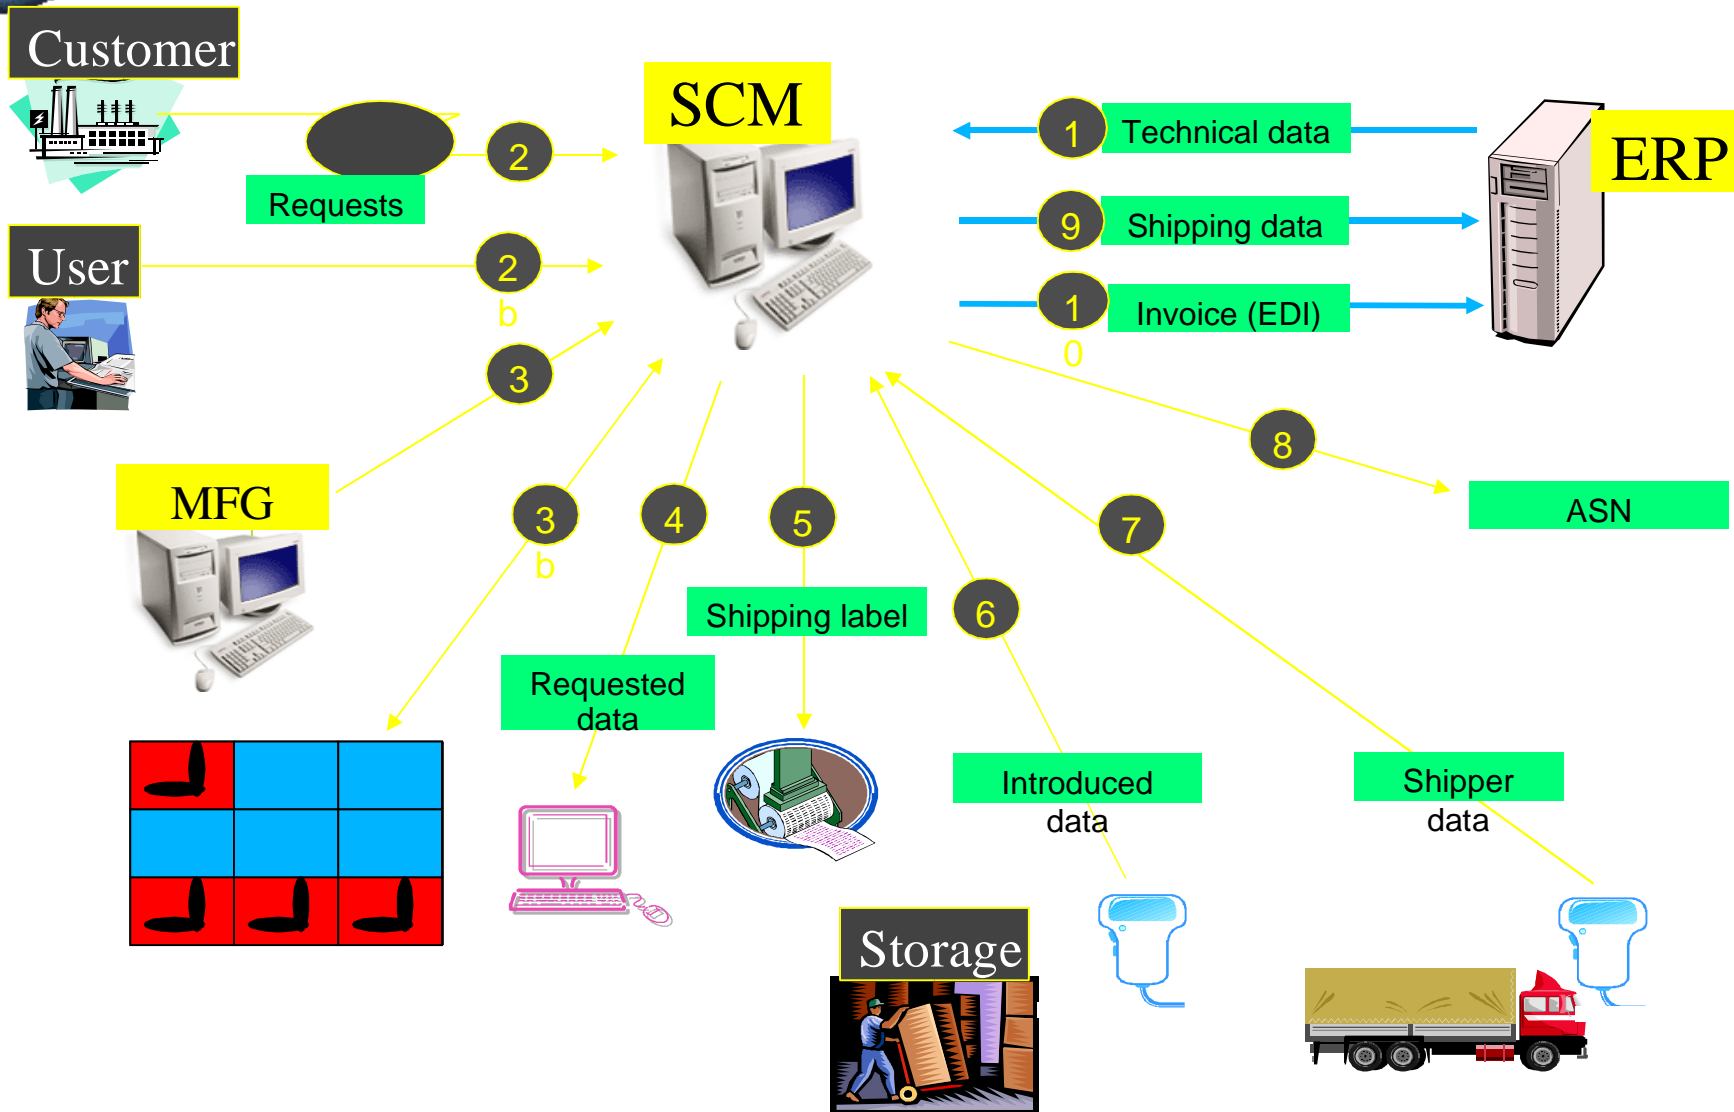 Customer
SCM
1
Technical data
ERP
2
Requests
9
Shipping data
User
2
b
1
0
Invoice (EDI)
3
8
MFG
3
b
4
5
7
ASN
Shipping label
6
Requested
data
Introduced
data
Shipper
data
Storage